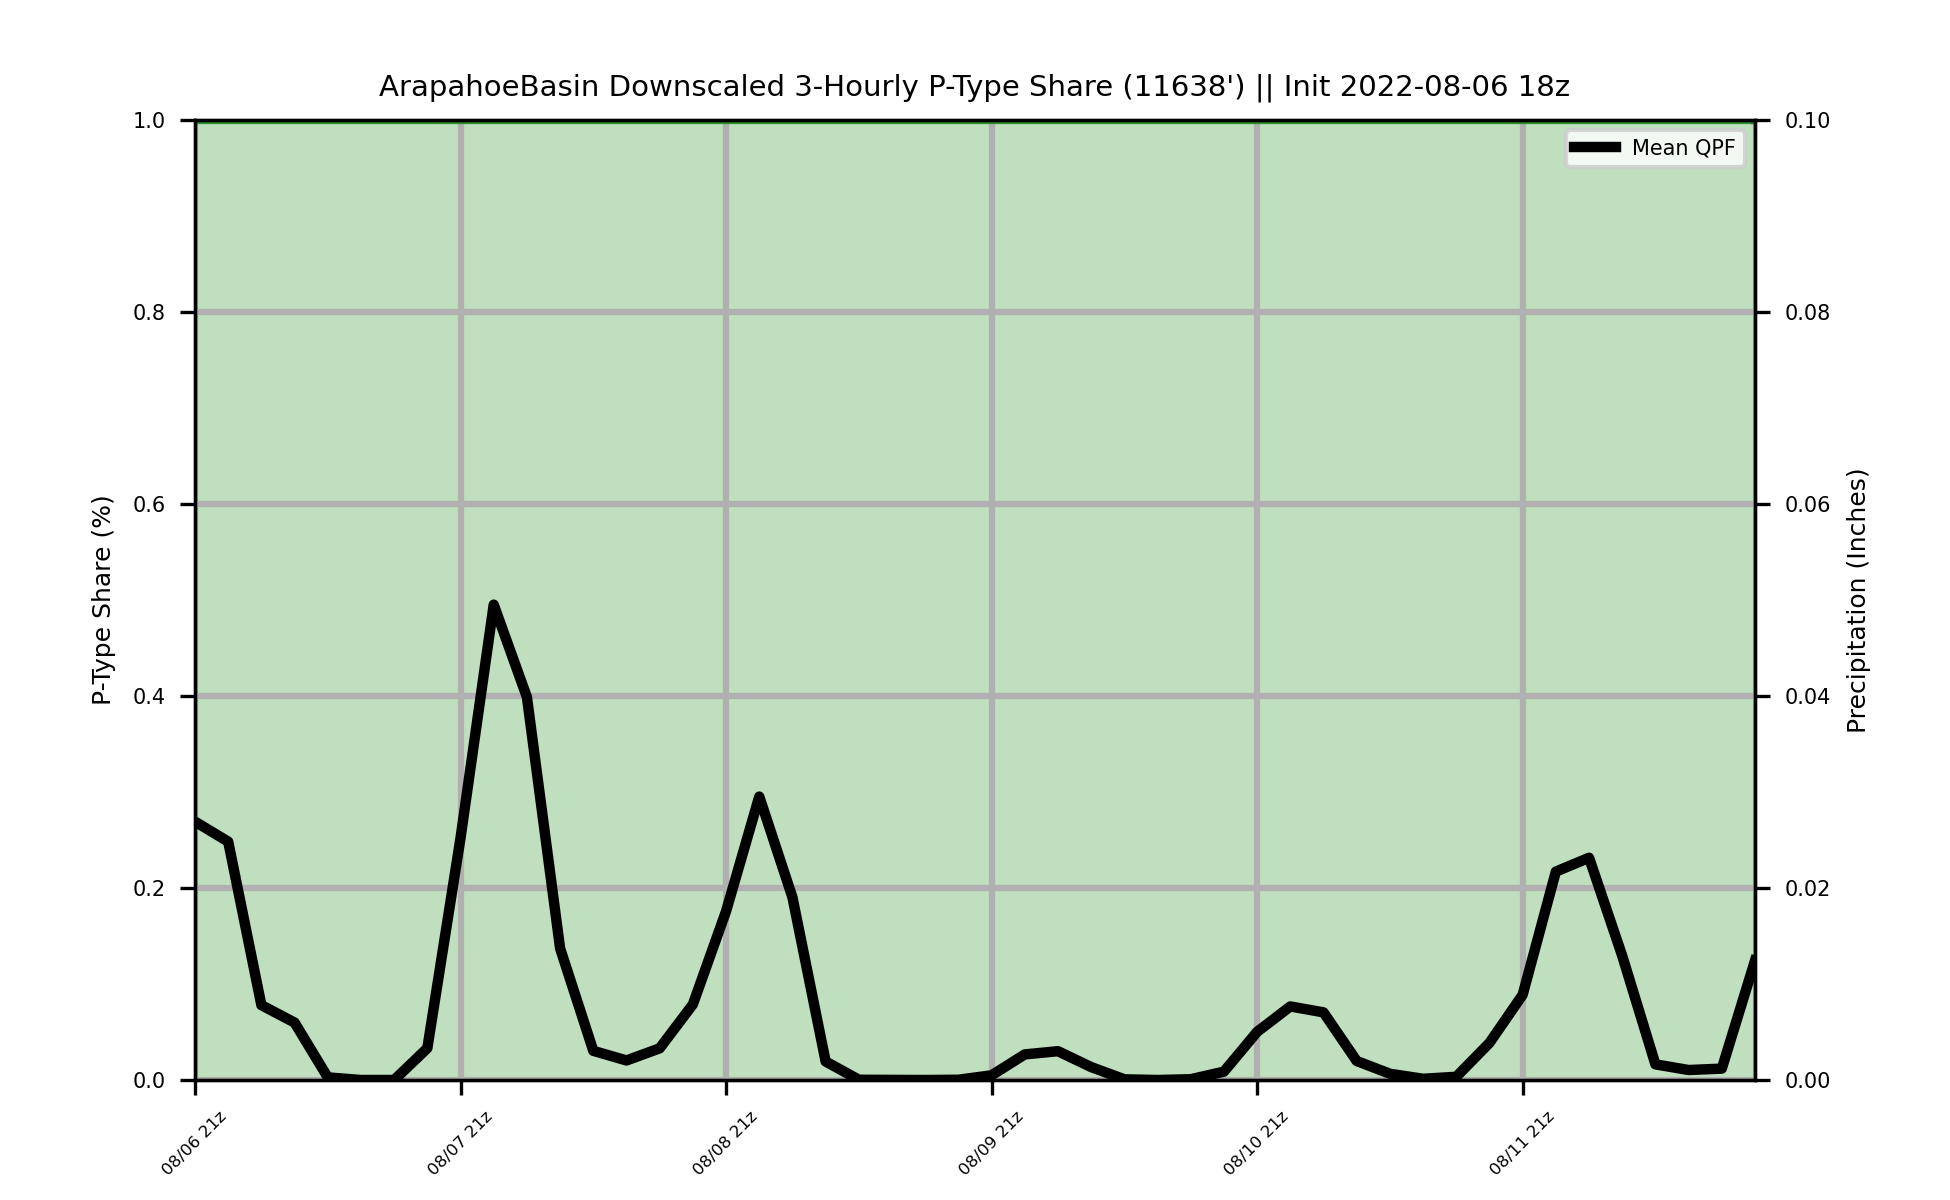 ArapahoeBasin Downscaled 3-Hourly P-Type Share (11638') || Init 2022-08-06 18z
Mean QPF
P-Type Share (%)
1.0
0.8
0.6
0.4
0.2
0.0
0.10
0.08
0.06
0.04
0.02
0.00
Precipitation (Inches)
08/06 21z
08/07 21z
08/08 21z
08/09 21z
08/10 21z
08/11 21z